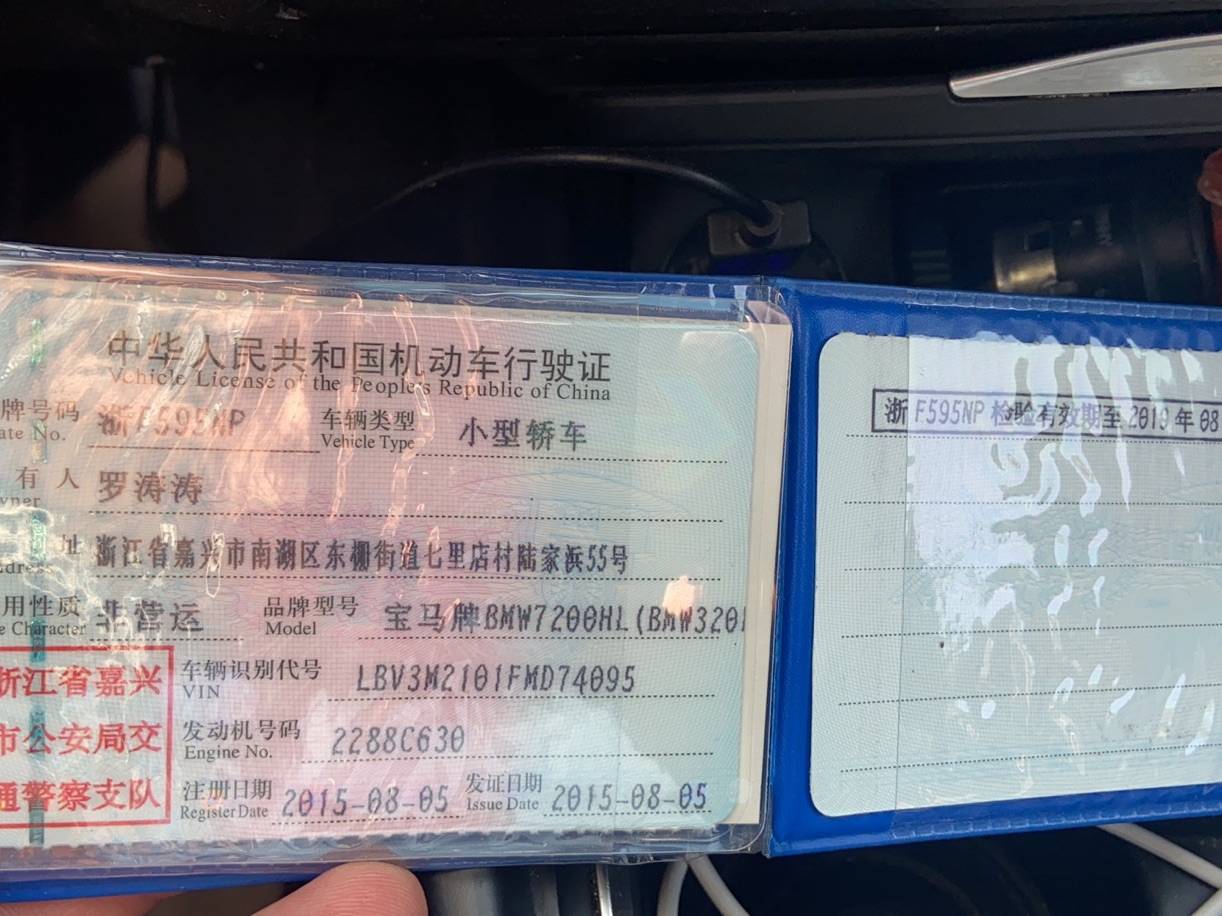 中华人民共和国机动车行驶证
Vehicle License of the People's Republic of China
牌号码 浙F595NP 车辆类型 小型轿车
ate No. Vehicle Type
有人 罗涛涛
wner
址 浙江省嘉兴市南湖区东栅街道七里店村陆家浜55号
dress
用性质 非营运 品牌型号 宝马牌BMW7200HL(BMW320
e Character Model
浙江省嘉兴
市公安局交
通警察支队
车辆识别代号 LBV3M2101FMD74095
VIN
发动机号码 2288C630
Engine No.
注册日期 2015-08-05 发证日期 2015-08-05
Register Date Issue Date
浙F595NP 检验有效期至2019年08